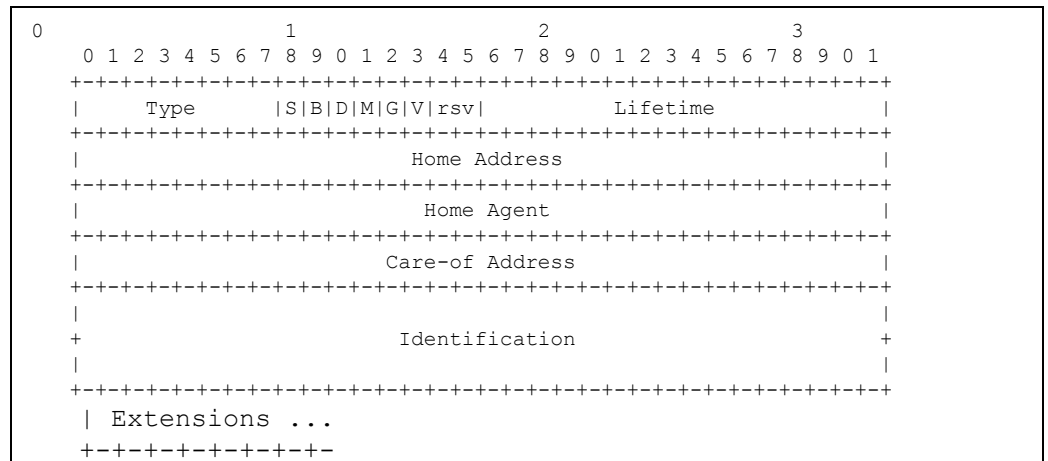 0                   1                   2                   3
    0 1 2 3 4 5 6 7 8 9 0 1 2 3 4 5 6 7 8 9 0 1 2 3 4 5 6 7 8 9 0 1
   +-+-+-+-+-+-+-+-+-+-+-+-+-+-+-+-+-+-+-+-+-+-+-+-+-+-+-+-+-+-+-+-+
   |     Type      |S|B|D|M|G|V|rsv|          Lifetime             |
   +-+-+-+-+-+-+-+-+-+-+-+-+-+-+-+-+-+-+-+-+-+-+-+-+-+-+-+-+-+-+-+-+
   |                          Home Address                         |
   +-+-+-+-+-+-+-+-+-+-+-+-+-+-+-+-+-+-+-+-+-+-+-+-+-+-+-+-+-+-+-+-+
   |                           Home Agent                          |
   +-+-+-+-+-+-+-+-+-+-+-+-+-+-+-+-+-+-+-+-+-+-+-+-+-+-+-+-+-+-+-+-+
   |                        Care-of Address                        |
   +-+-+-+-+-+-+-+-+-+-+-+-+-+-+-+-+-+-+-+-+-+-+-+-+-+-+-+-+-+-+-+-+
   |                                                               |
   +                         Identification                        +
   |                                                               |
   +-+-+-+-+-+-+-+-+-+-+-+-+-+-+-+-+-+-+-+-+-+-+-+-+-+-+-+-+-+-+-+-+
   | Extensions ...
   +-+-+-+-+-+-+-+-